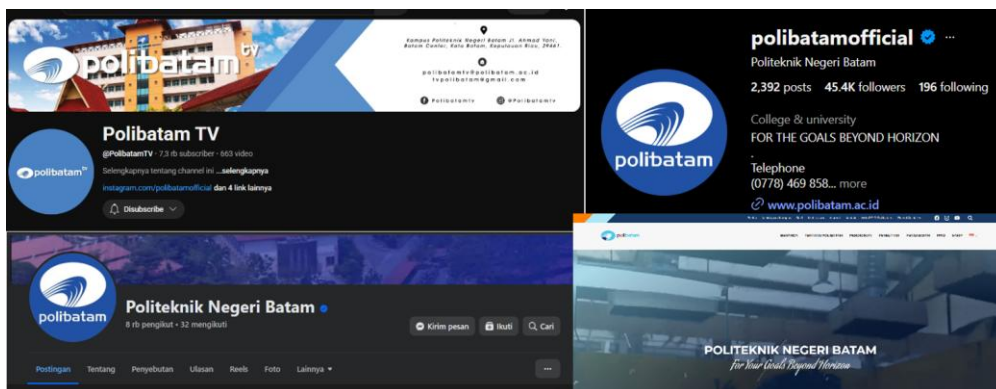 polibatam tv
Kampus Politeknik Negeri Batam Jl. Ahmad Yani,
Batam Center, Kota Batam, Kepulauan Riau, 29461.
polibatamtv@polibatam.ac.id
tvpolibatam@gmail.com
Polibatamtv @Polibatamtv
polibatam tv
Polibatam TV
@PolibatamTV · 7,3 rb subscriber · 663 video
Selengkapnya tentang channel ini ...selengkapnya
instagram.com/polibatamofficial dan 4 link lainnya
Disubscribe
polibatam
polibatamofficial
Politeknik Negeri Batam
2,392 posts 45.4K followers 196 following
College & university
FOR THE GOALS BEYOND HORIZON
.
Telephone
(0778) 469 858... more
www.polibatam.ac.id
polibatam
Politeknik Negeri Batam
8 rb pengikut • 32 mengikuti
Kirim pesan Ikuti Cari
Postingan Tentang Penyebutan Ulasan Reels Foto Lainnya
polibatam
POLITEKNIK NEGERI BATAM
For Your Goals Beyond Horizon